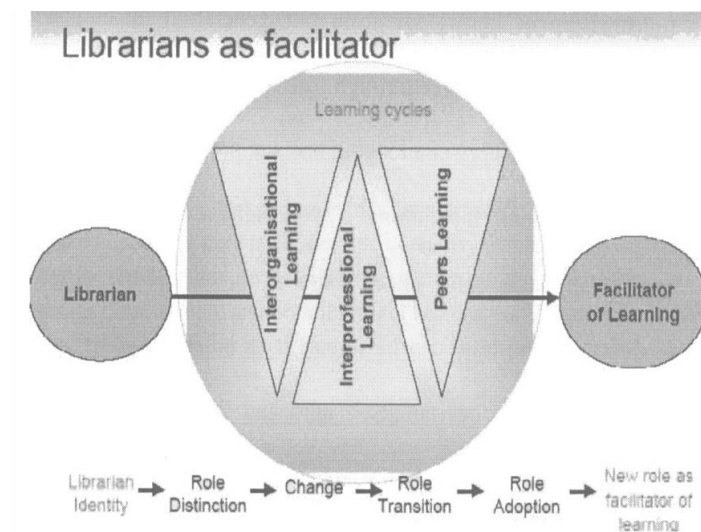 Librarians as facilitator
Learning cycles
Interorganisational
Learning
Interprofessional
Learning
Peers Learning
Librarian
Facilitator
of Learning
Librarian
Identity
Role
Distinction
Change
Role
Transition
Role
Adoption
New role as
facilitator of
learning